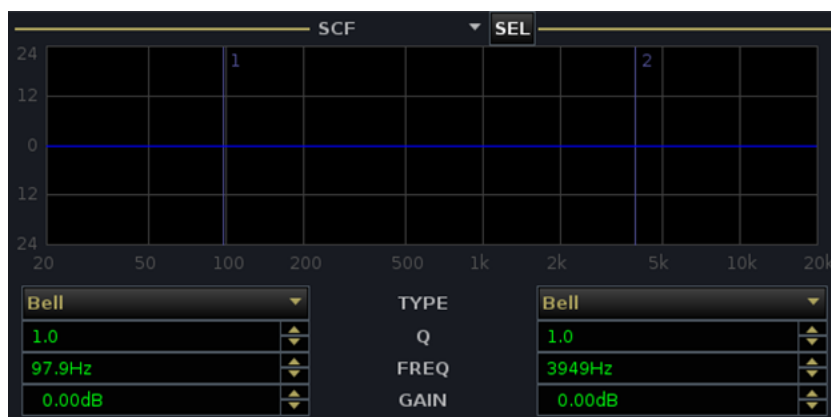 SCF SEL
24 1 2
12
0
12
24
20 50 100 200 500 1k 2k 5k 10k 20k
Bell TYPE Bell
1.0 Q 1.0
97.9Hz FREQ 3949Hz
0.00dB GAIN 0.00dB